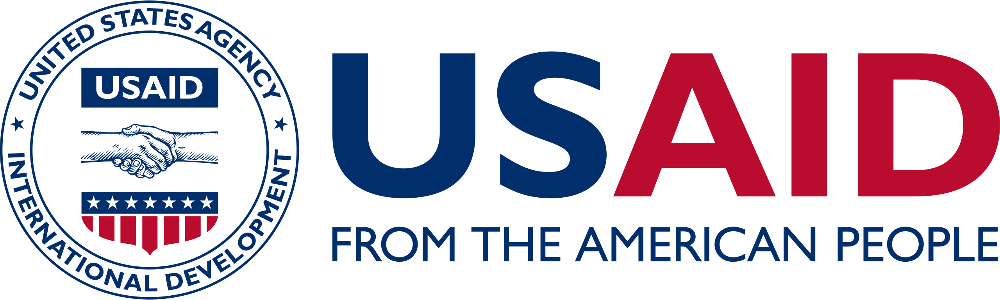 UNITED STATES AGENCY
INTERNATIONAL DEVELOPMENT
USAID
USAID
FROM THE AMERICAN PEOPLE